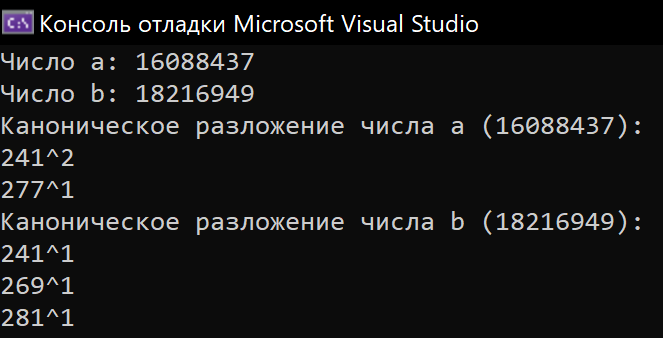 Консоль отладки Microsoft Visual Studio
Число a: 16088437
Число b: 18216949
Каноническое разложение числа a (16088437):
241^2
277^1
Каноническое разложение числа b (18216949):
241^1
269^1
281^1